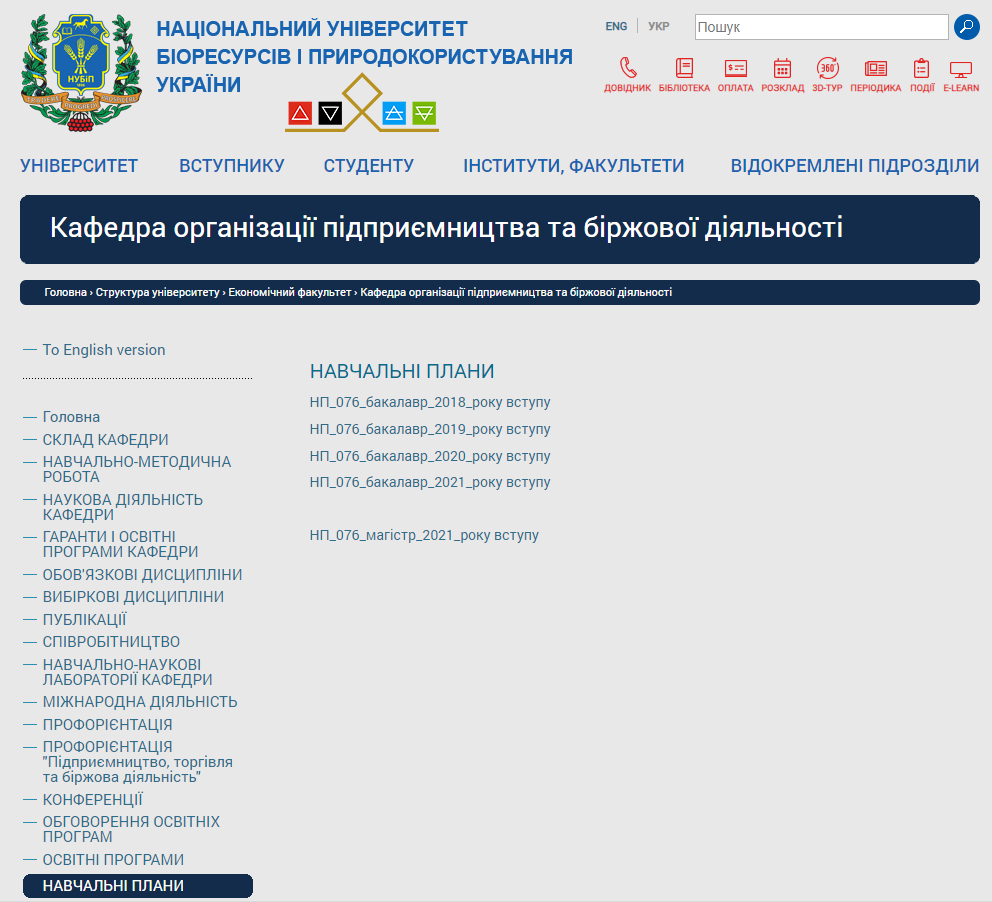 НАЦІОНАЛЬНИЙ УНІВЕРСИТЕТ
БІОРЕСУРСІВ І ПРИРОДОКОРИСТУВАННЯ
УКРАЇНИ
НУБіП
ENG
УКР
Пошук
ДОВІДНИК
БІБЛІОТЕКА
ОПЛАТА
РОЗКЛАД
360°
3D-ТУР
ПЕРІОДИКА
ПОДІЇ
E-LEARN
УНІВЕРСИТЕТ
ВСТУПНИКУ
СТУДЕНТУ
ІНСТИТУТИ, ФАКУЛЬТЕТИ
ВІДОКРЕМЛЕНІ ПІДРОЗДІЛИ
Кафедра організації підприємництва та біржової діяльності
Головна › Структура університету › Економічний факультет › Кафедра організації підприємництва та біржової діяльності
To English version
Головна
СКЛАД КАФЕДРИ
НАВЧАЛЬНО-МЕТОДИЧНА
РОБОТА
НАУКОВА ДІЯЛЬНІСТЬ
КАФЕДРИ
ГАРАНТИ І ОСВІТНІ
ПРОГРАМИ КАФЕДРИ
ОБОВ'ЯЗКОВІ ДИСЦИПЛІНИ
ВИБІРКОВІ ДИСЦИПЛІНИ
ПУБЛІКАЦІЇ
СПІВРОБІТНИЦТВО
НАВЧАЛЬНО-НАУКОВІ
ЛАБОРАТОРІЇ КАФЕДРИ
МІЖНАРОДНА ДІЯЛЬНІСТЬ
ПРОФОРІЄНТАЦІЯ
ПРОФОРІЄНТАЦІЯ
"Підприємництво, торгівля
та біржова діяльність"
КОНФЕРЕНЦІЇ
ОБГОВОРЕННЯ ОСВІТНІХ
ПРОГРАМ
ОСВІТНІ ПРОГРАМИ
НАВЧАЛЬНІ ПЛАНИ
НАВЧАЛЬНІ ПЛАНИ
НП_076_бакалавр_2018_року вступу
НП_076_бакалавр_2019_року вступу
НП_076_бакалавр_2020_року вступу
НП_076_бакалавр_2021_року вступу
НП_076_магістр_2021_року вступу